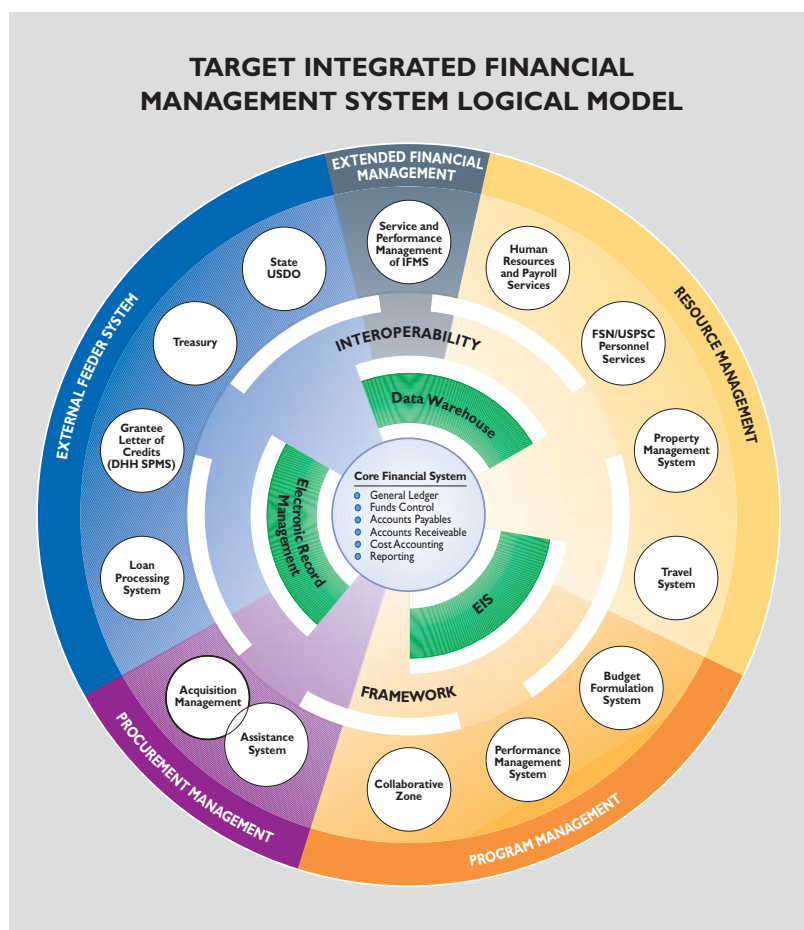 TARGET INTEGRATED FINANCIAL
MANAGEMENT SYSTEM LOGICAL MODEL
EXTENDED FINANCIAL
MANAGEMENT
Service and
Performance
Management
of IFMS
RESOURCE MANAGEMENT
Human
Resources
and Payroll
Services
FSN/USPSC
Personnel
Services
Property
Management
System
Travel
System
PROGRAM MANAGEMENT
Budget
Formulation
System
Performance
Management
System
Collaborative
Zone
PROCUREMENT MANAGEMENT
Assistance
System
Acquisition
Management
EXTERNAL FEEDER SYSTEM
Loan
Processing
System
Grantee
Letter of
Credits
(DHH SPMS)
Treasury
State
USDO
INTEROPERABILITY
Data Warehouse
Electronic Record
Management
EIS
FRAMEWORK
Core Financial System
General Ledger
Funds Control
Accounts Payables
Accounts Receiveable
Cost Accounting
Reporting